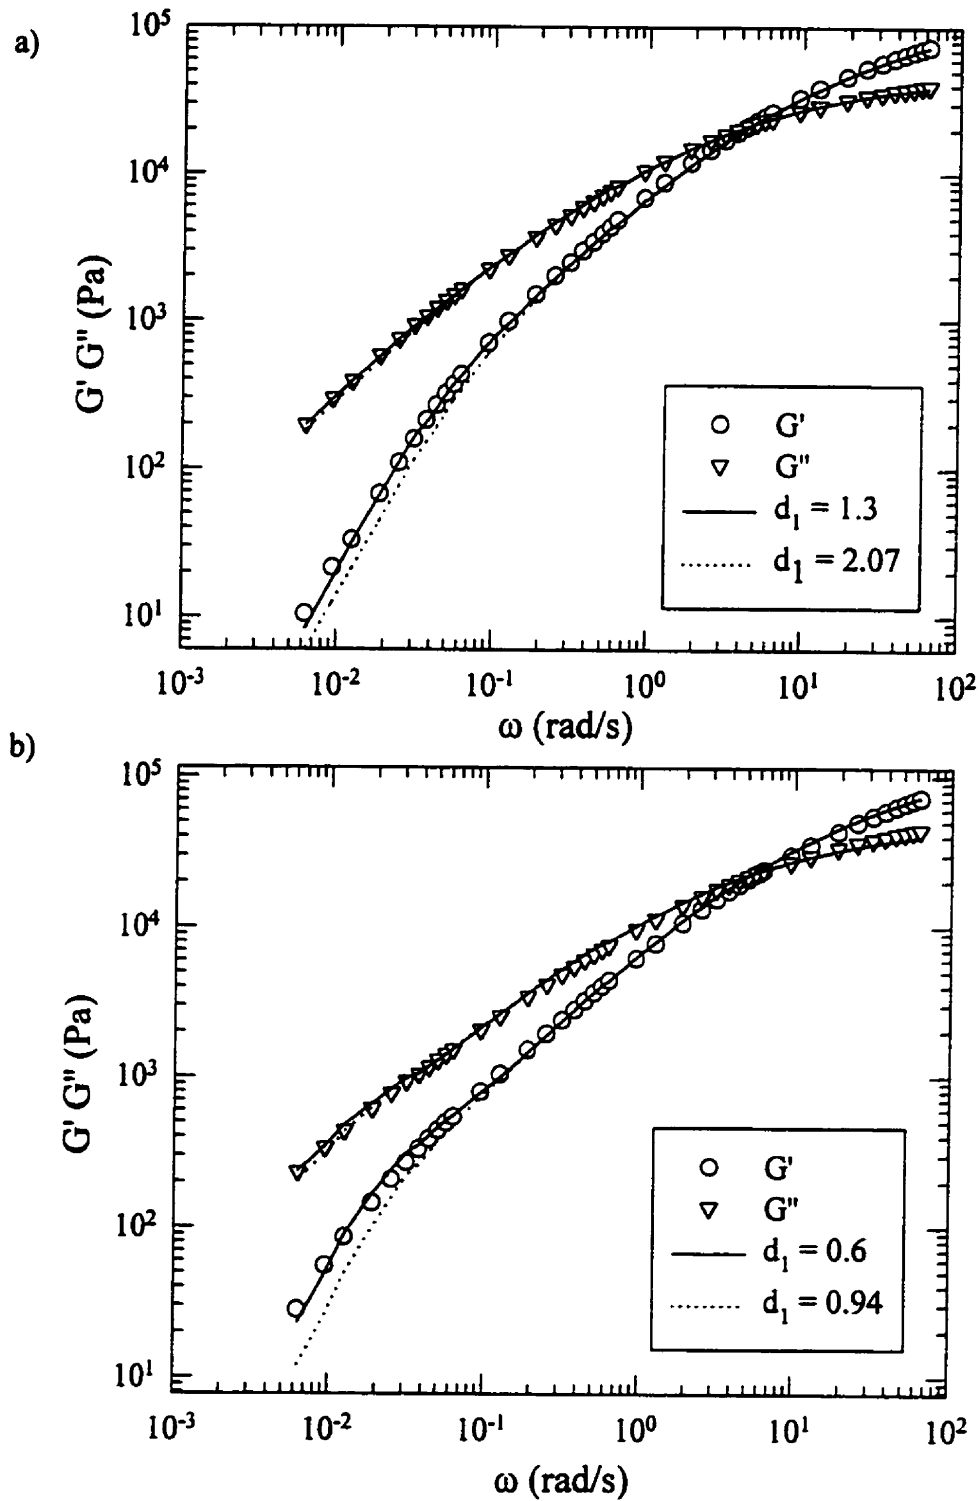 a)
10⁵
10⁴
10³
10²
10¹
G' G" (Pa)
G'
G"
d₁ = 1.3
d₁ = 2.07
10⁻³ 10⁻² 10⁻¹ 10⁰ 10¹ 10²
ω (rad/s)
b)
10⁵
10⁴
10³
10²
10¹
G' G" (Pa)
G'
G"
d₁ = 0.6
d₁ = 0.94
10⁻³ 10⁻² 10⁻¹ 10⁰ 10¹ 10²
ω (rad/s)